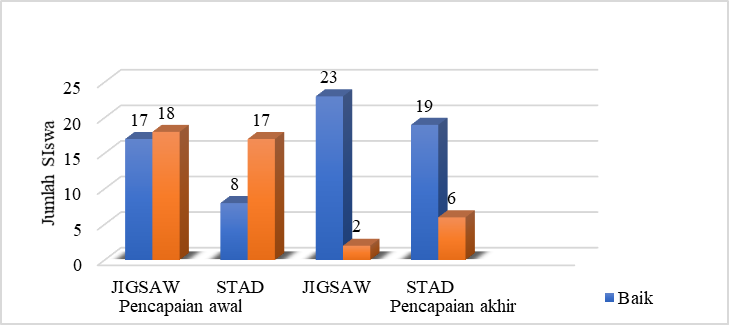 Jumlah SIswa
25
20
15
10
5
0
17
18
8
17
23
2
19
6
JIGSAW
STAD
JIGSAW
STAD
Pencapaian awal
Pencapaian akhir
Baik